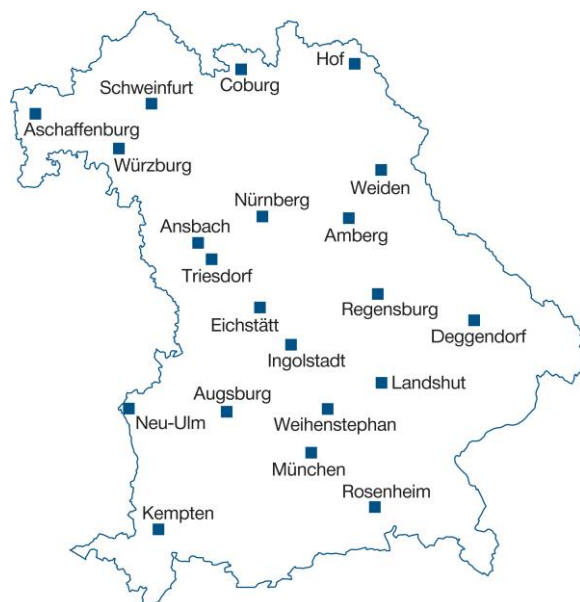 Hof
Coburg
Schweinfurt
Aschaffenburg
Würzburg
Weiden
Nürnberg
Amberg
Ansbach
Triesdorf
Regensburg
Eichstätt
Deggendorf
Ingolstadt
Landshut
Augsburg
Neu-Ulm
Weihenstephan
München
Rosenheim
Kempten